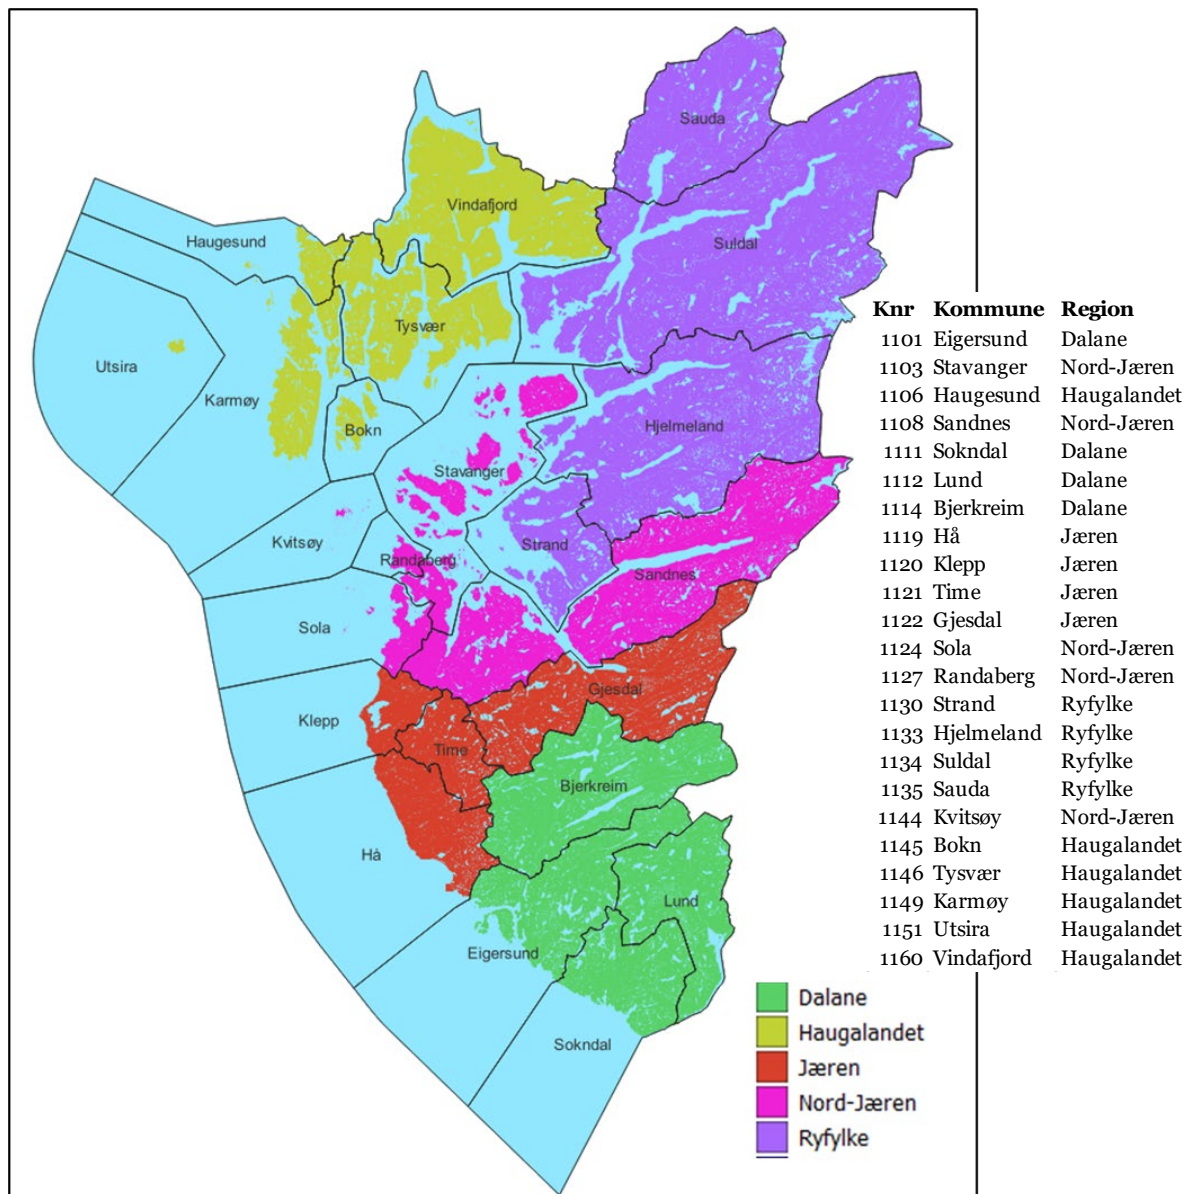 Sauda
Vindafjord
Haugesund
Suldal
Tysvær
Utsira
Karmøy
Bokn
Hjelmeland
Stavanger
Kvitsøy
Strand
Randaberg
Sandnes
Sola
Gjesdal
Klepp
Time
Bjerkreim
Hå
Lund
Eigersund
Sokndal
Knr Kommune Region
1101 Eigersund Dalane
1103 Stavanger Nord-Jæren
1106 Haugesund Haugalandet
1108 Sandnes Nord-Jæren
1111 Sokndal Dalane
1112 Lund Dalane
1114 Bjerkreim Dalane
1119 Hå Jæren
1120 Klepp Jæren
1121 Time Jæren
1122 Gjesdal Jæren
1124 Sola Nord-Jæren
1127 Randaberg Nord-Jæren
1130 Strand Ryfylke
1133 Hjelmeland Ryfylke
1134 Suldal Ryfylke
1135 Sauda Ryfylke
1144 Kvitsøy Nord-Jæren
1145 Bokn Haugalandet
1146 Tysvær Haugalandet
1149 Karmøy Haugalandet
1151 Utsira Haugalandet
1160 Vindafjord Haugalandet
Dalane
Haugalandet
Jæren
Nord-Jæren
Ryfylke